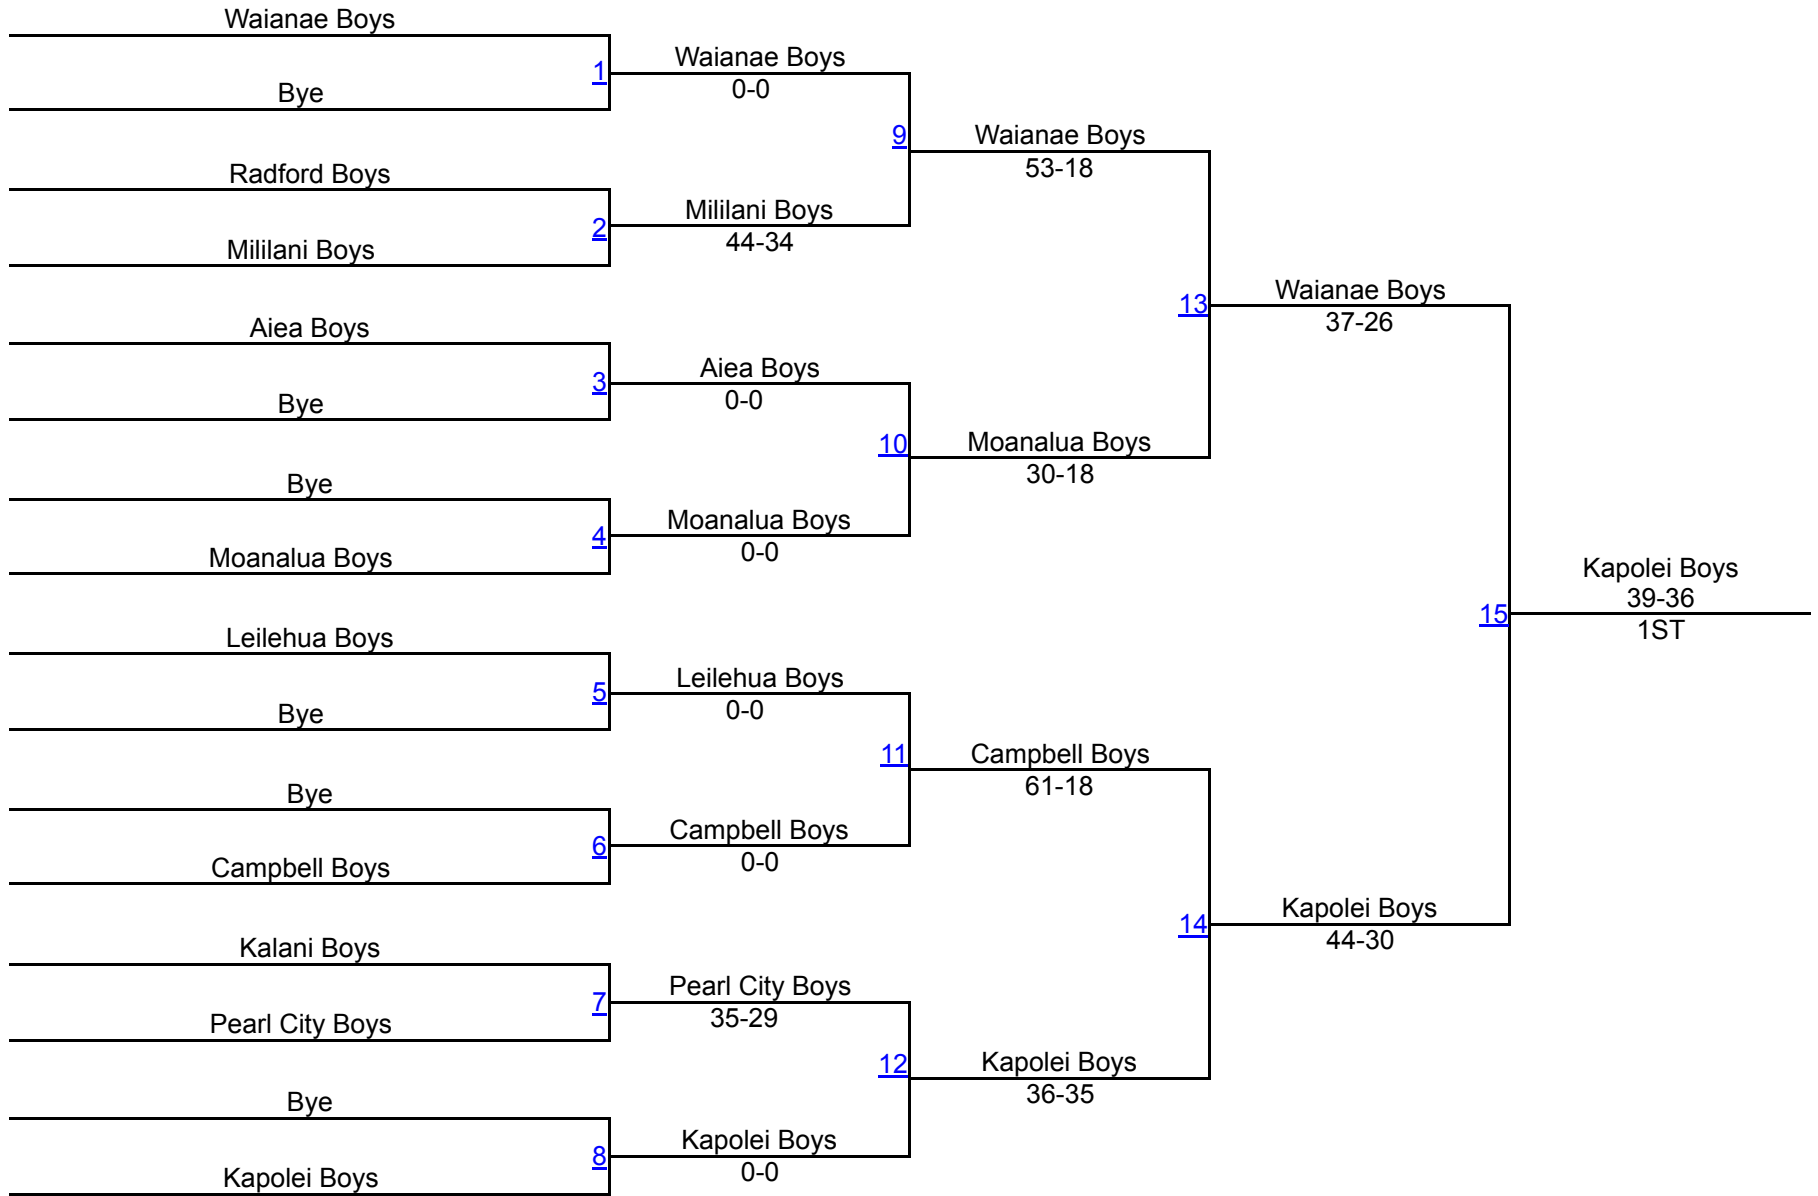 Waianae Boys
Bye
1
Radford Boys
Mililani Boys
2
Aiea Boys
Bye
3
Bye
Moanalua Boys
4
Leilehua Boys
Bye
5
Bye
Campbell Boys
6
Kalani Boys
Pearl City Boys
7
Bye
Kapolei Boys
8
Waianae Boys
0-0
9
Mililani Boys
44-34
Aiea Boys
0-0
10
Moanalua Boys
0-0
Leilehua Boys
0-0
11
Campbell Boys
0-0
Pearl City Boys
35-29
12
Kapolei Boys
0-0
Waianae Boys
53-18
13
Moanalua Boys
30-18
Campbell Boys
61-18
14
Kapolei Boys
36-35
Waianae Boys
37-26
15
Kapolei Boys
44-30
Kapolei Boys
39-36
1ST